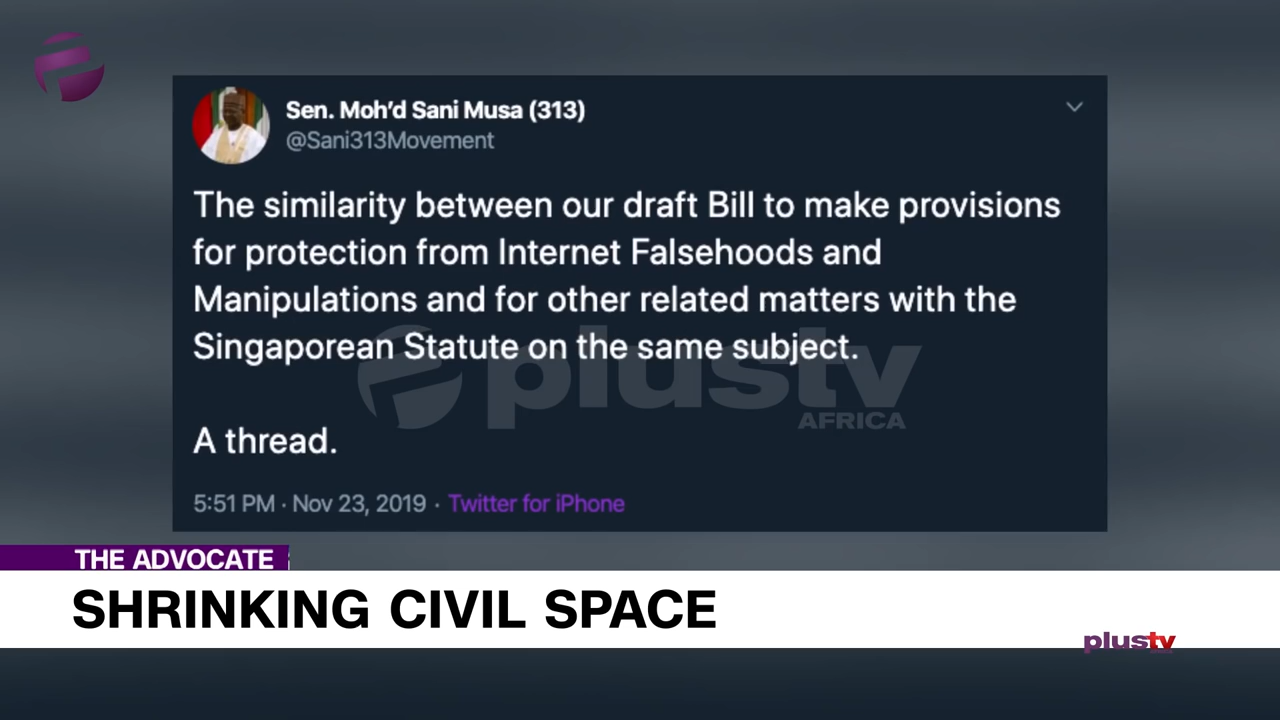 Sen. Moh'd Sani Musa (313)
@Sani313Movement
The similarity between our draft Bill to make provisions
for protection from Internet Falsehoods and
Manipulations and for other related matters with the
Singaporean Statute on the same subject.
A thread.
plustv
AFRICA
5:51 PM · Nov 23, 2019 · Twitter for iPhone
THE ADVOCATE
SHRINKING CIVIL SPACE
plustv